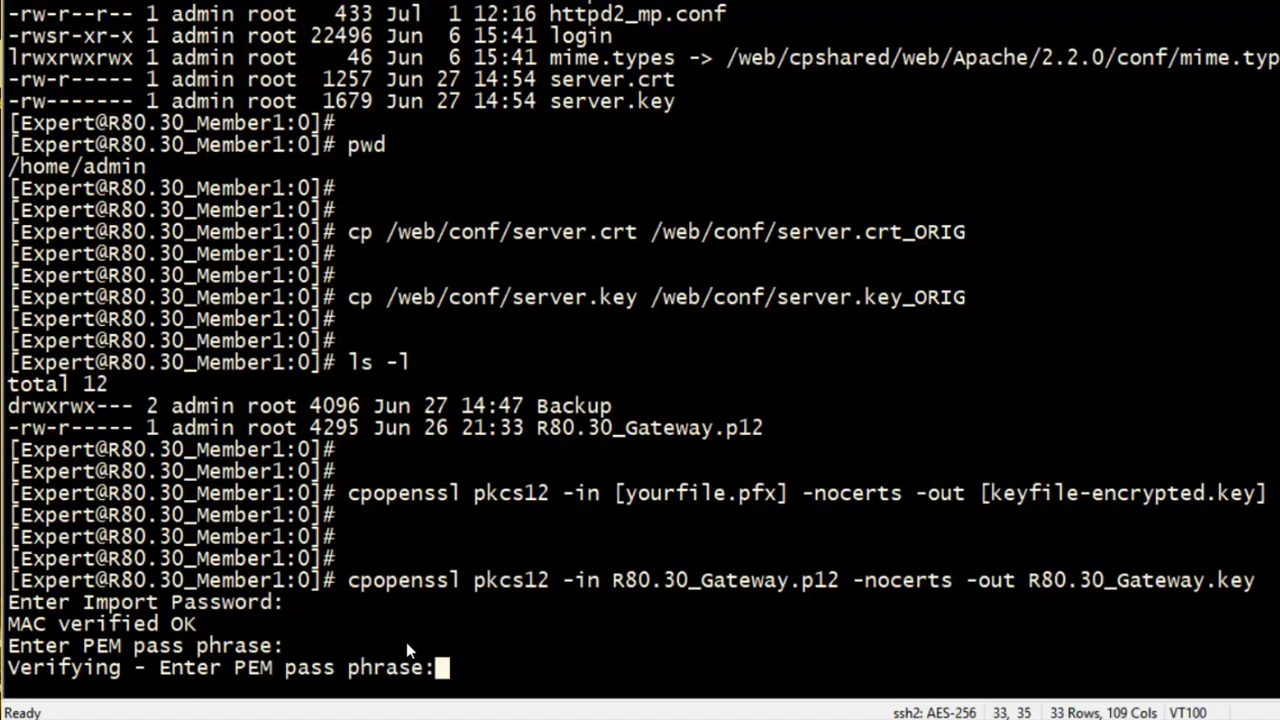 -rw-r--r-- 1 admin root   433 Jul  1 12:16 httpd2_mp.conf
-rwsr-xr-x 1 admin root 22496 Jun  6 15:41 login
lrwxrwxrwx 1 admin root    46 Jun  6 15:41 mime.types -> /web/cpshared/web/Apache/2.2.0/conf/mime.typ
-rw-r----- 1 admin root  1257 Jun 27 14:54 server.crt
-rw------- 1 admin root  1679 Jun 27 14:54 server.key
[Expert@R80.30_Member1:0]#
[Expert@R80.30_Member1:0]# pwd
/home/admin
[Expert@R80.30_Member1:0]#
[Expert@R80.30_Member1:0]#
[Expert@R80.30_Member1:0]# cp /web/conf/server.crt /web/conf/server.crt_ORIG
[Expert@R80.30_Member1:0]#
[Expert@R80.30_Member1:0]#
[Expert@R80.30_Member1:0]# cp /web/conf/server.key /web/conf/server.key_ORIG
[Expert@R80.30_Member1:0]#
[Expert@R80.30_Member1:0]#
[Expert@R80.30_Member1:0]# ls -l
total 12
drwxrwx--- 2 admin root 4096 Jun 27 14:47 Backup
-rw-r----- 1 admin root 4295 Jun 26 21:33 R80.30_Gateway.p12
[Expert@R80.30_Member1:0]#
[Expert@R80.30_Member1:0]#
[Expert@R80.30_Member1:0]# cpopenssl pkcs12 -in [yourfile.pfx] -nocerts -out [keyfile-encrypted.key]
[Expert@R80.30_Member1:0]#
[Expert@R80.30_Member1:0]#
[Expert@R80.30_Member1:0]#
[Expert@R80.30_Member1:0]# cpopenssl pkcs12 -in R80.30_Gateway.p12 -nocerts -out R80.30_Gateway.key
Enter Import Password:
MAC verified OK
Enter PEM pass phrase:
Verifying - Enter PEM pass phrase:
Ready ssh2: AES-256 33, 35 33 Rows, 109 Cols VT100